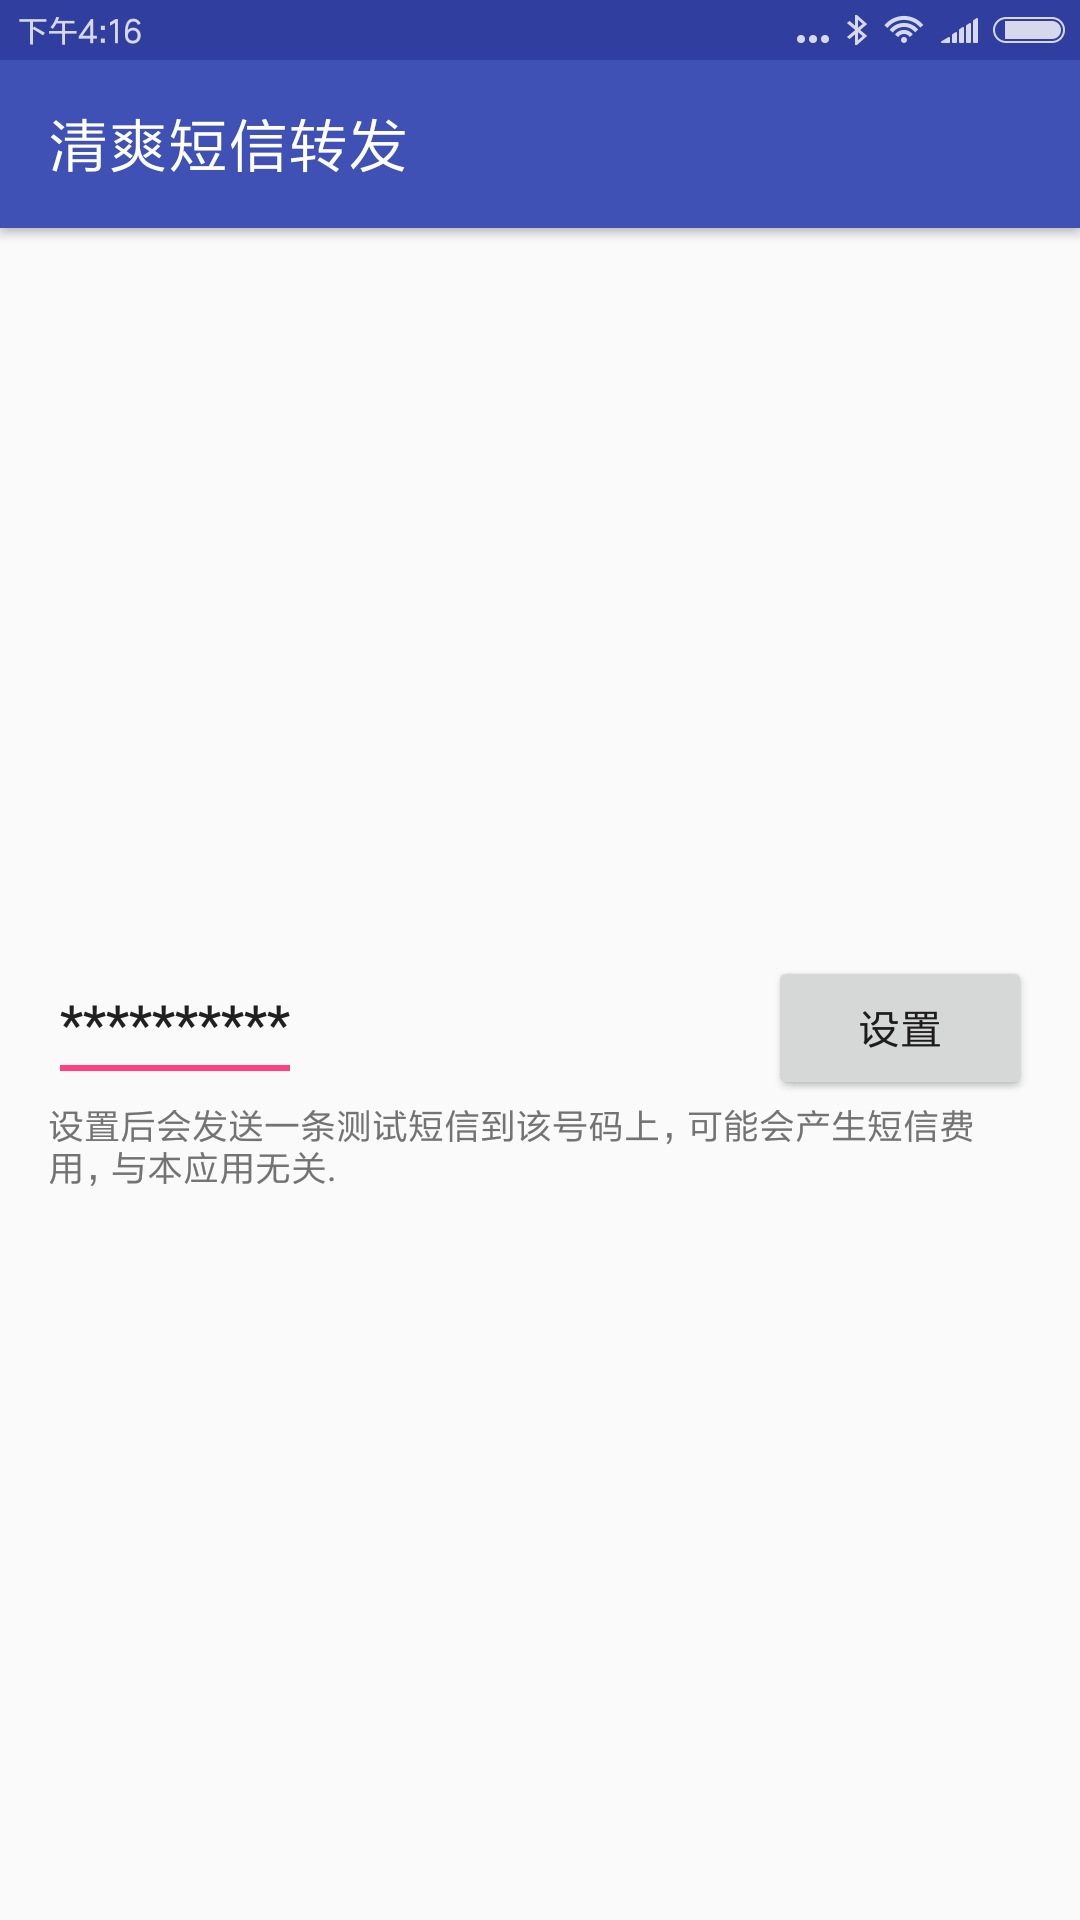 下午4:16
清爽短信转发
**********
设置
设置后会发送一条测试短信到该号码上, 可能会产生短信费
用, 与本应用无关.